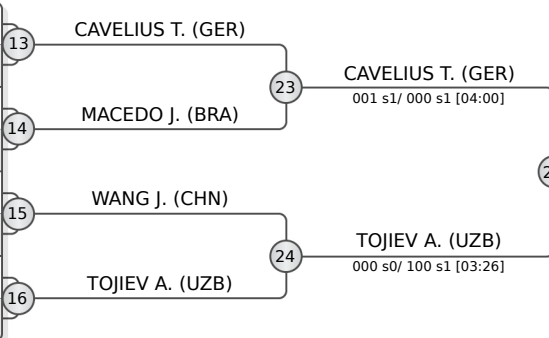 13
CAVELIUS T. (GER)
23
CAVELIUS T. (GER)
001 s1/ 000 s1 [04:00]
14
MACEDO J. (BRA)
15
WANG J. (CHN)
24
TOJIEV A. (UZB)
000 s0/ 100 s1 [03:26]
16
TOJIEV A. (UZB)